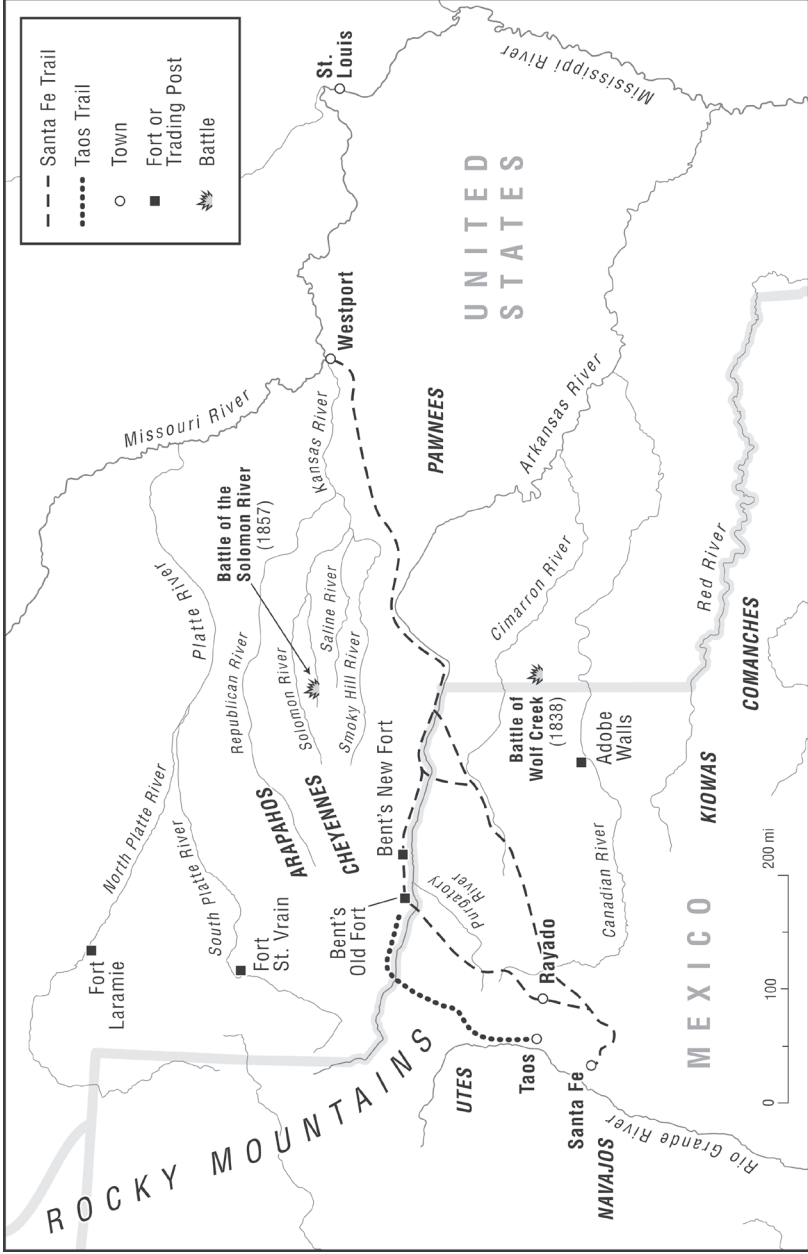 Santa Fe Trail
Taos Trail
Town
Fort or
Trading Post
Battle
ROCKY MOUNTAINS
Fort
Laramie
North Platte River
South Platte River
Fort
St. Vrain
Platte River
Missouri River
Republican River
Solomon River
Saline River
Smoky Hill River
Kansas River
Battle of the
Solomon River
(1857)
ARAPAHOS
CHEYENNES
Westport
St.
Louis
Mississippi River
UNITED
STATES
PAWNEES
Arkansas River
Bent's
Old Fort
Bent's New Fort
Purgatory
River
Cimarron River
Battle of
Wolf Creek
(1838)
Adobe
Walls
Canadian River
Red River
COMANCHES
KIOWAS
UTES
Taos
Rayado
Santa Fe
NAVAJOS
Rio Grande River
MEXICO
0
100
200 mi